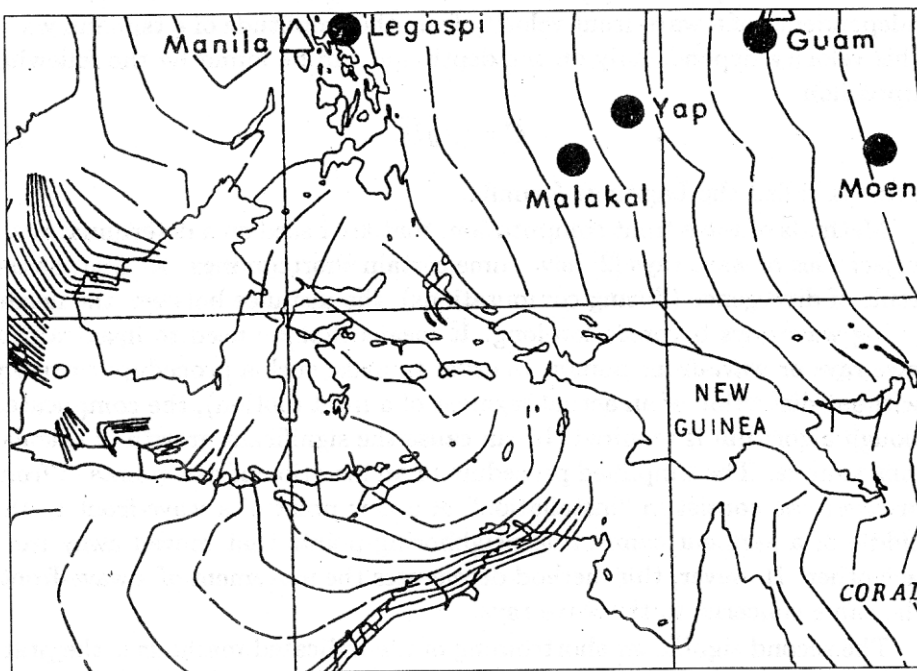 Manila
Legaspi
Guam
Yap
Malakal
Moen
NEW
GUINEA
CORAL